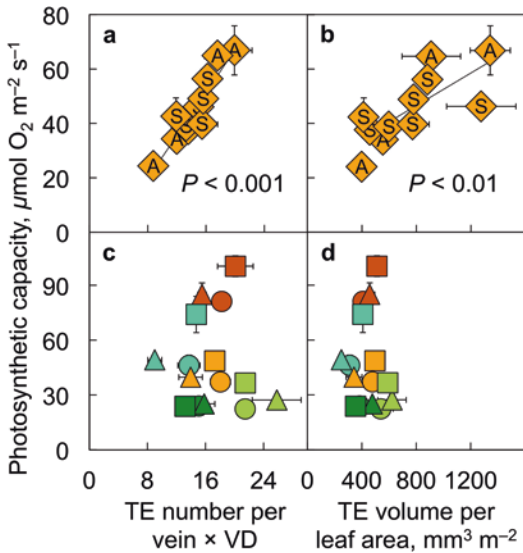 Photosynthetic capacity, µmol O2 m−2 s−1
80
60
40
20
0
a
A
A
S
S
S
S
A
A
P < 0.001
b
A
A
S
S
S
S
S
S
A
A
P < 0.01
90
60
30
0
c
d
0 8 16 24
0 400 800 1200
TE number per
vein × VD
TE volume per
leaf area, mm³ m−2